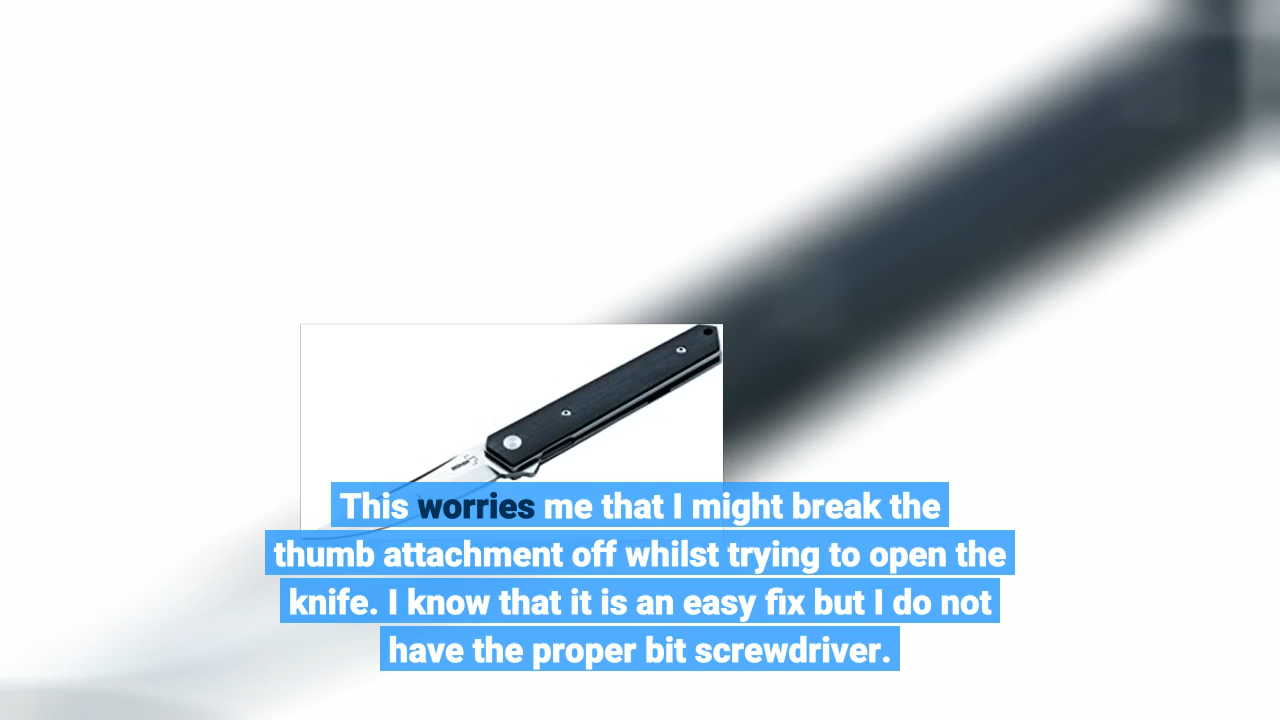 This worries me that I might break the
thumb attachment off whilst trying to open the
knife. I know that it is an easy fix but I do not
have the proper bit screwdriver.